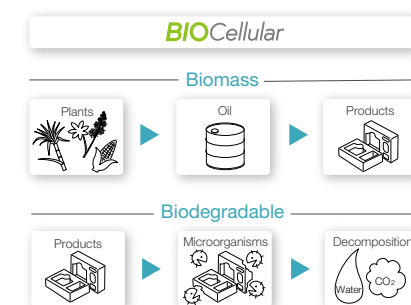 BIOCellular
Biomass
Plants
Oil
Products
Biodegradable
Products
Microorganisms
Decomposition
Water
CO₂